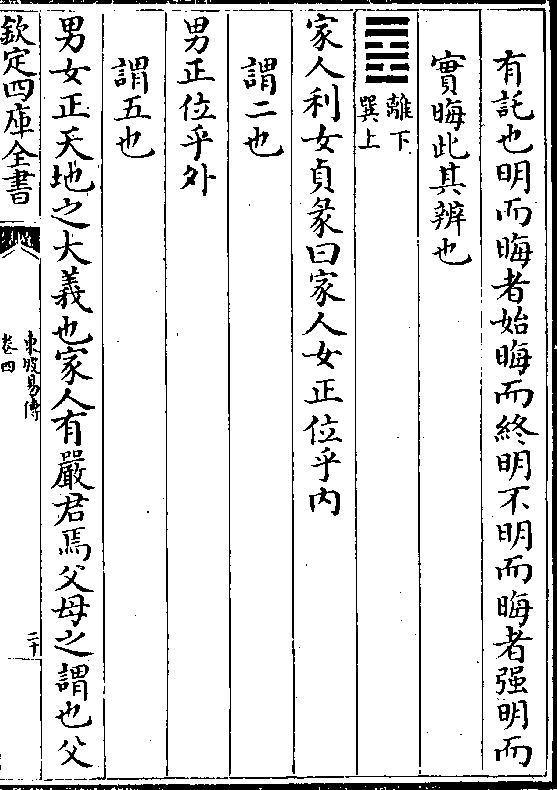 有託也明而晦者始晦而終明不明而晦者强明而
實晦此其辨也
離下
巽上
家人利女貞彖曰家人女正位乎内
謂二也
男正位乎外
謂五也
男女正天地之大義也家人有嚴君焉父母之謂也父
欽定四庫全書
東坡易傳
卷四
二十